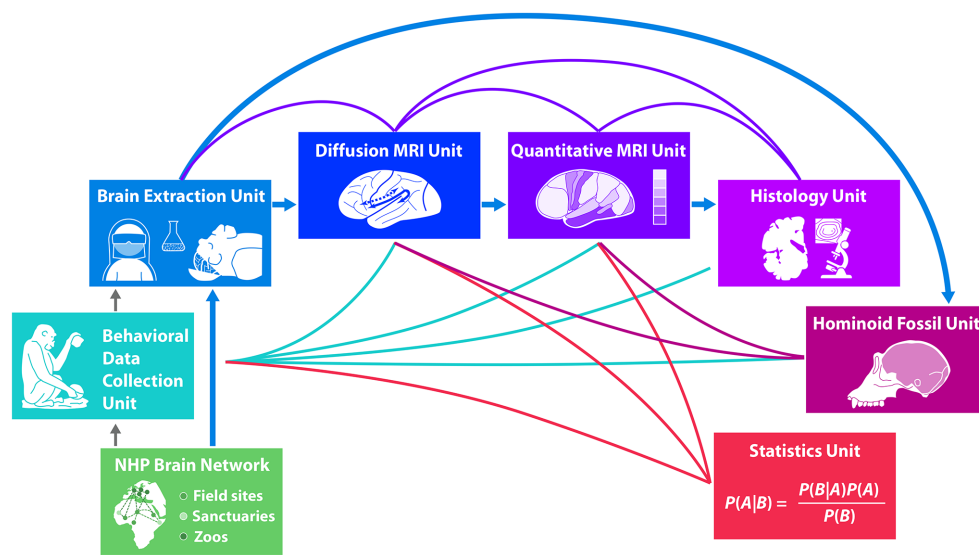 Diffusion MRI Unit
Quantitative MRI Unit
Brain Extraction Unit
Histology Unit
Behavioral
Data
Collection
Unit
Hominoid Fossil Unit
NHP Brain Network
Field sites
Sanctuaries
Zoos
Statistics Unit
P(A|B) = P(B|A)P(A)
P(B)